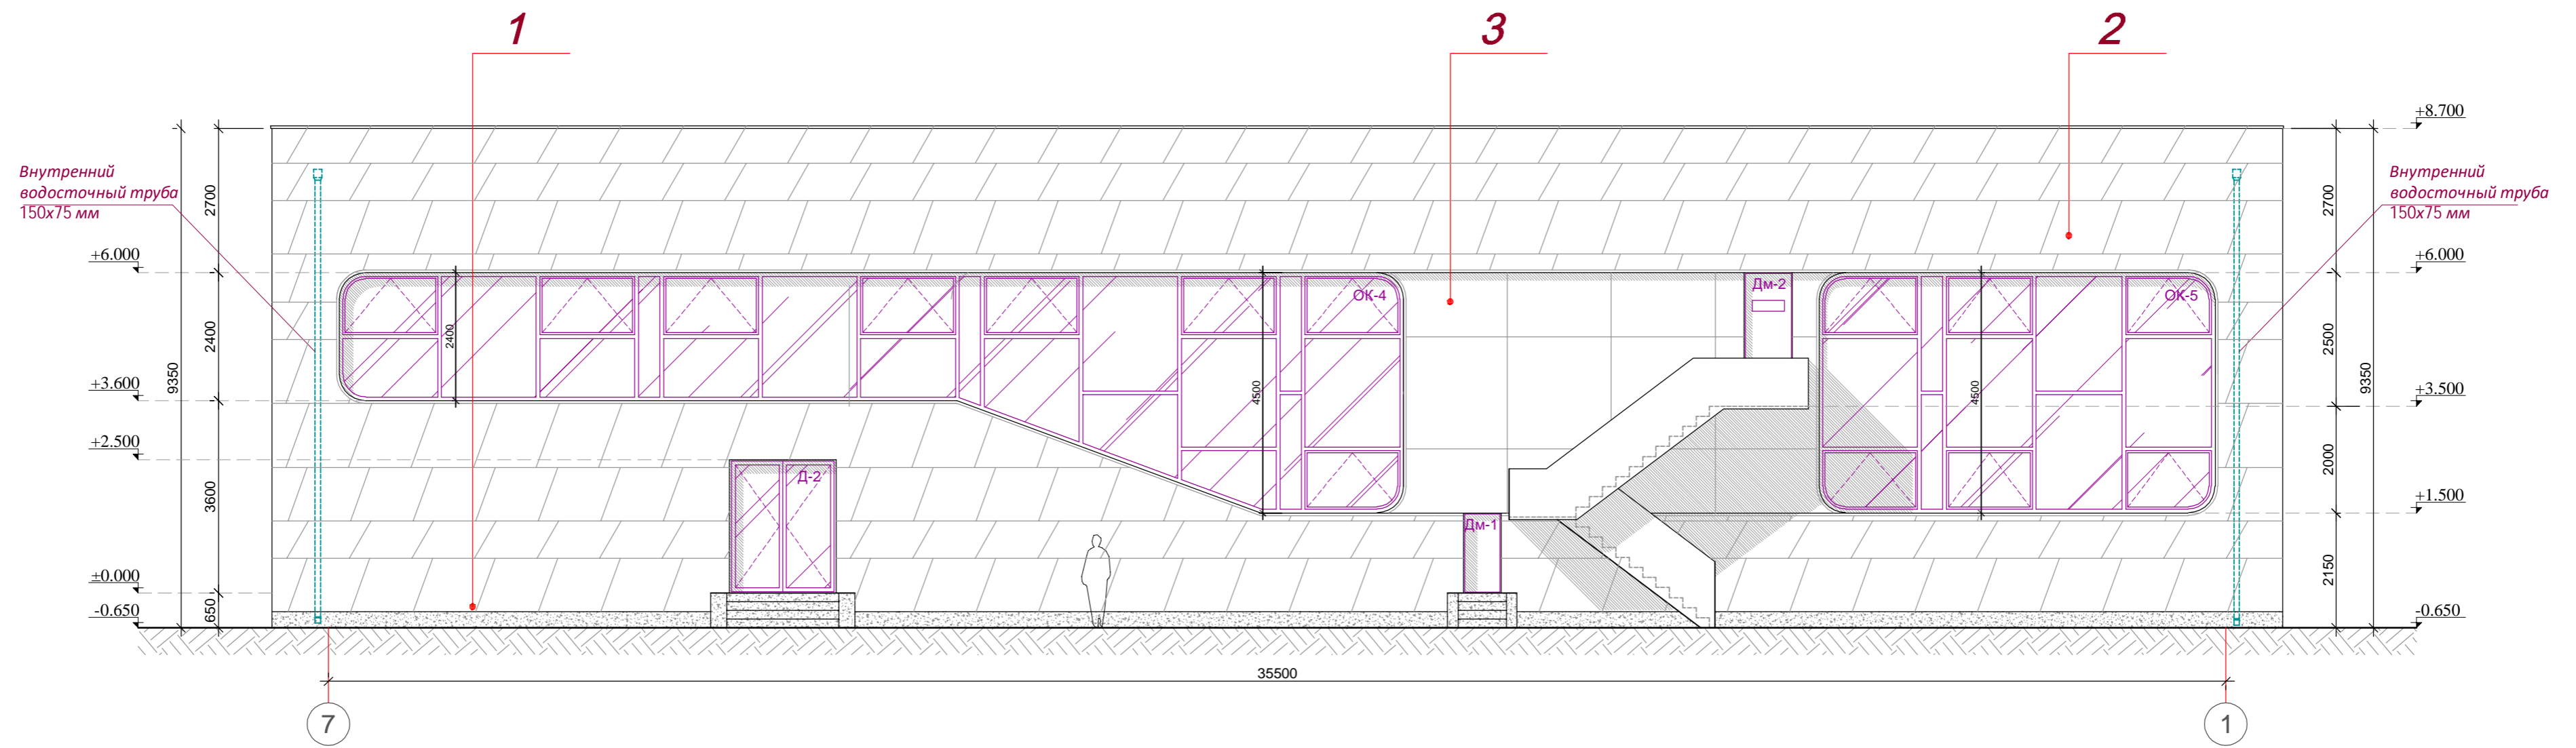 1
3
2
+8.700
Внутренний
водосточный труба
150х75 мм
Внутренний
водосточный труба
150х75 мм
2700
2700
+6.000
+6.000
ОК-4
Дм-2
ОК-5
2400
2400
9350
4500
4500
2500
9350
+3.600
+3.500
+2.500
Д-2
3600
2000
+1.500
Дм-1
2150
±0.000
-0.650
650
-0.650
35500
7
1